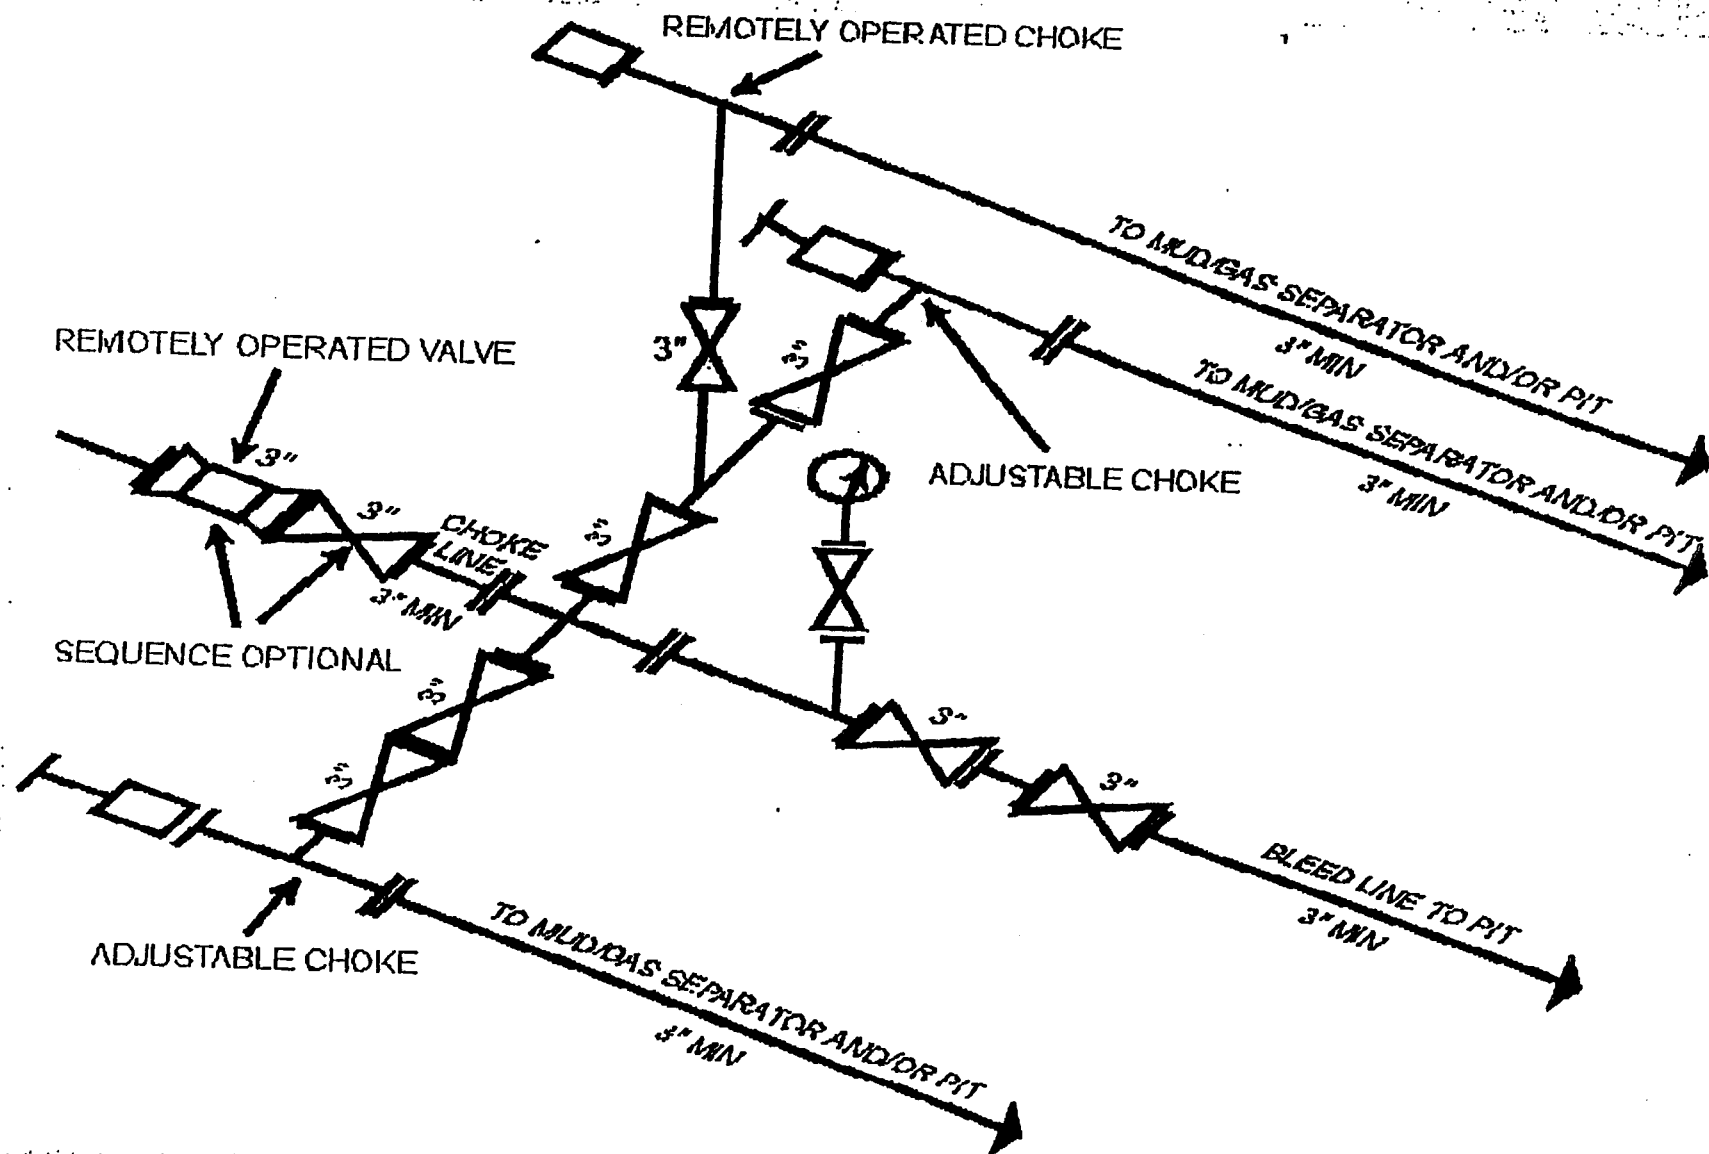 REMOTELY OPERATED CHOKE
TO MUD/GAS SEPARATOR AND/OR PIT
3" MIN
3"
3"
TO MUD/GAS SEPARATOR AND/OR PIT
3" MIN
REMOTELY OPERATED VALVE
ADJUSTABLE CHOKE
3"
3"
CHOKE
LINE
3" MIN
3"
SEQUENCE OPTIONAL
3"
3"
3"
3"
BLEED LINE TO PIT
3" MIN
ADJUSTABLE CHOKE
TO MUD/GAS SEPARATOR AND/OR PIT
3" MIN